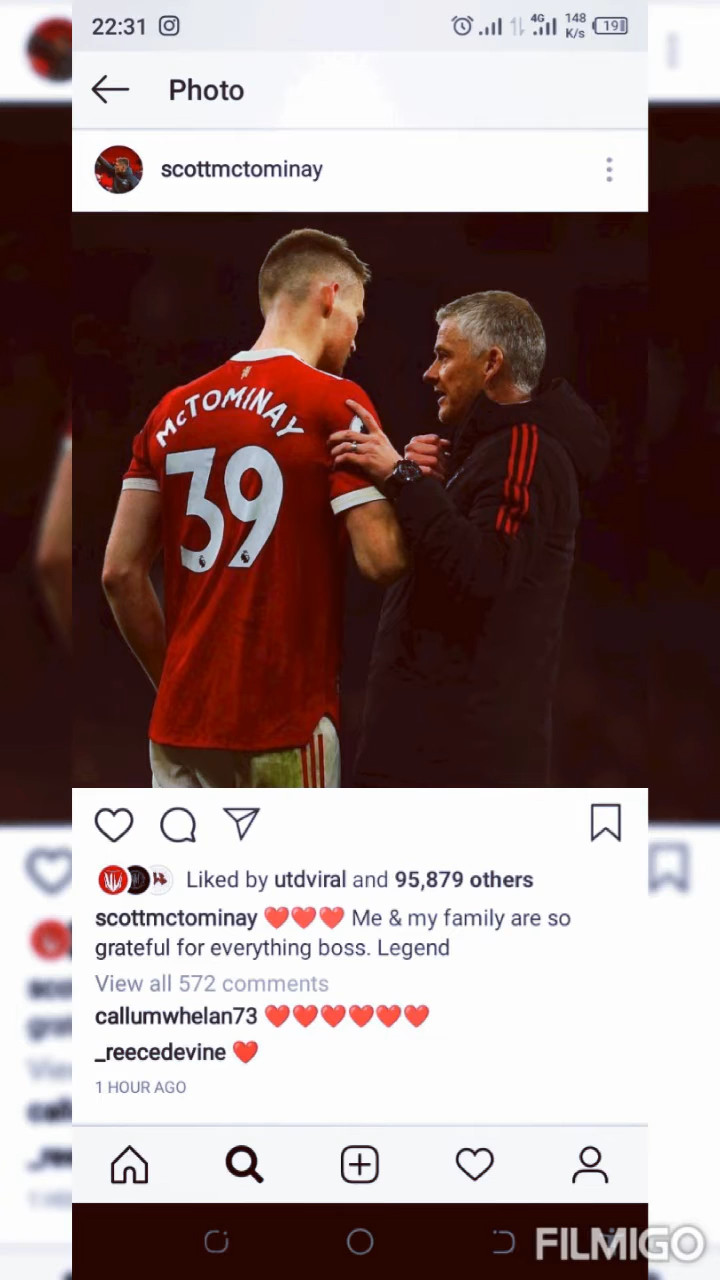 22:31
4G 148 K/s 19
Photo
scottmctominay
McTOMINAY
39
Liked by utdviral and 95,879 others
scottmctominay ❤️❤️❤️ Me & my family are so
grateful for everything boss. Legend
View all 572 comments
callumwhelan73 ❤️❤️❤️❤️❤️❤️
_reecedevine ❤️
1 HOUR AGO
FILMIGO